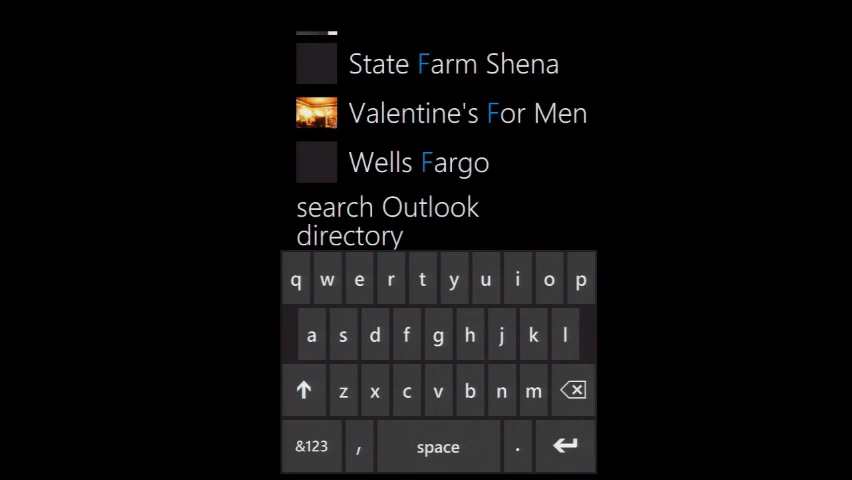 State Farm Shena
Valentine's For Men
Wells Fargo
search Outlook
directory
q w e r t y u i o p
a s d f g h j k l
z x c v b n m
&123 , space .